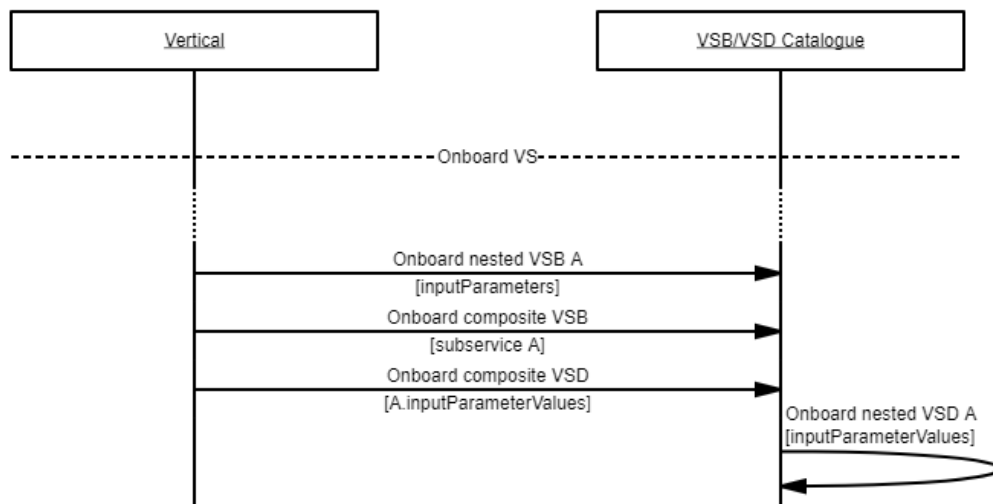 Vertical
VSB/VSD Catalogue
Onboard VS
Onboard nested VSB A
[inputParameters]
Onboard composite VSB
[subservice A]
Onboard composite VSD
[A.inputParameterValues]
Onboard nested VSD A
[inputParameterValues]